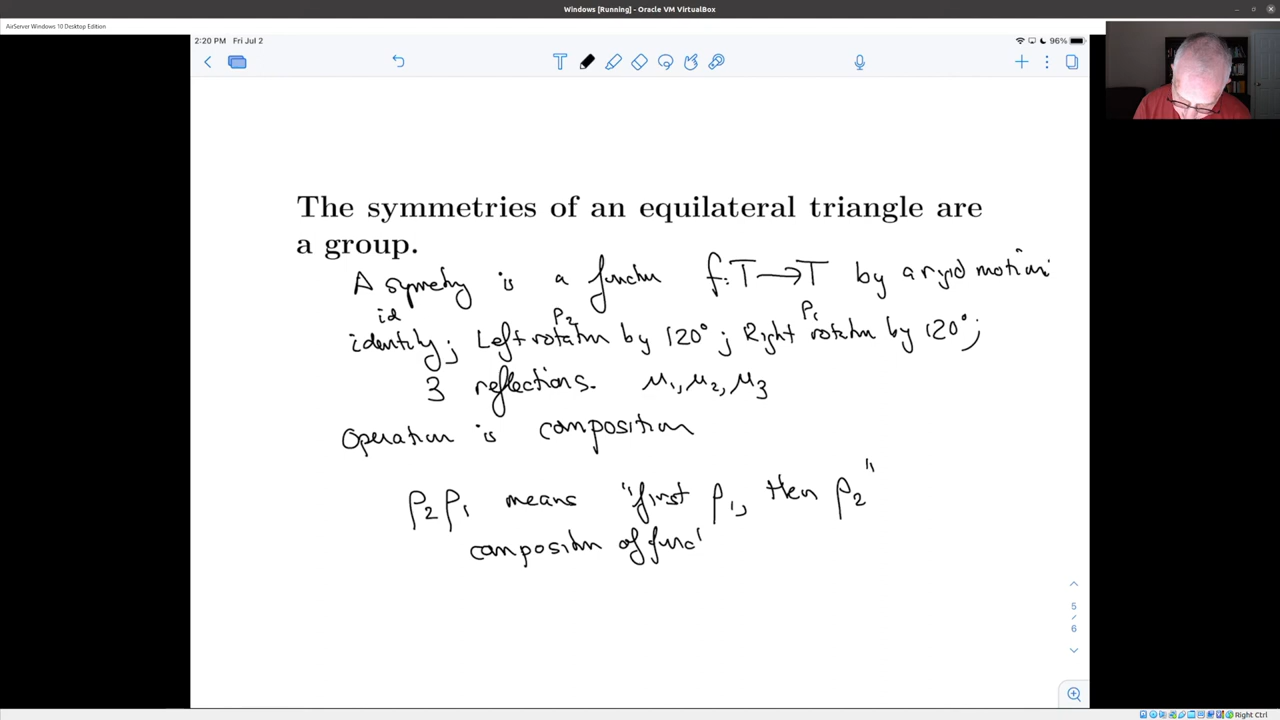 Windows [Running] - Oracle VM VirtualBox
AirServer Windows 10 Desktop Edition
2:20 PM Fri Jul 2
96%
The symmetries of an equilateral triangle are
a group.
A symetry is a function f: T → T by a rigid motion
id ρ2 ρ1
identity; Left rotation by 120°; Right rotation by 120°;
3 reflections. μ1, μ2, μ3
Operation is composition
ρ2 ρ1 means "first ρ1, then ρ2"
composition of func
5
/
6
Right Ctrl